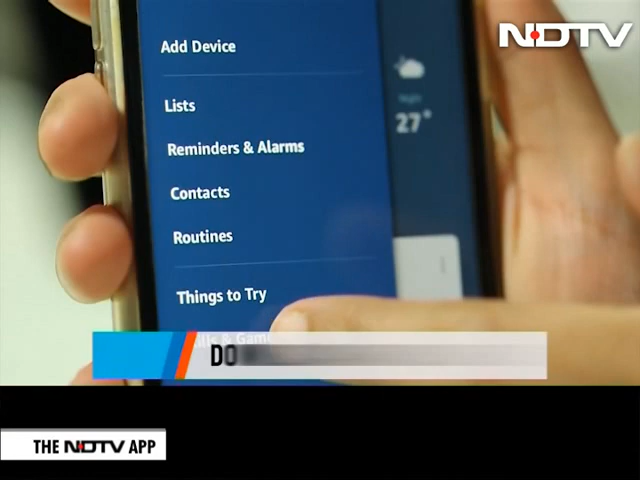 NDTV
Add Device
Lists
Reminders & Alarms
27°
Contacts
Routines
Things to Try
DO
THE NDTV APP